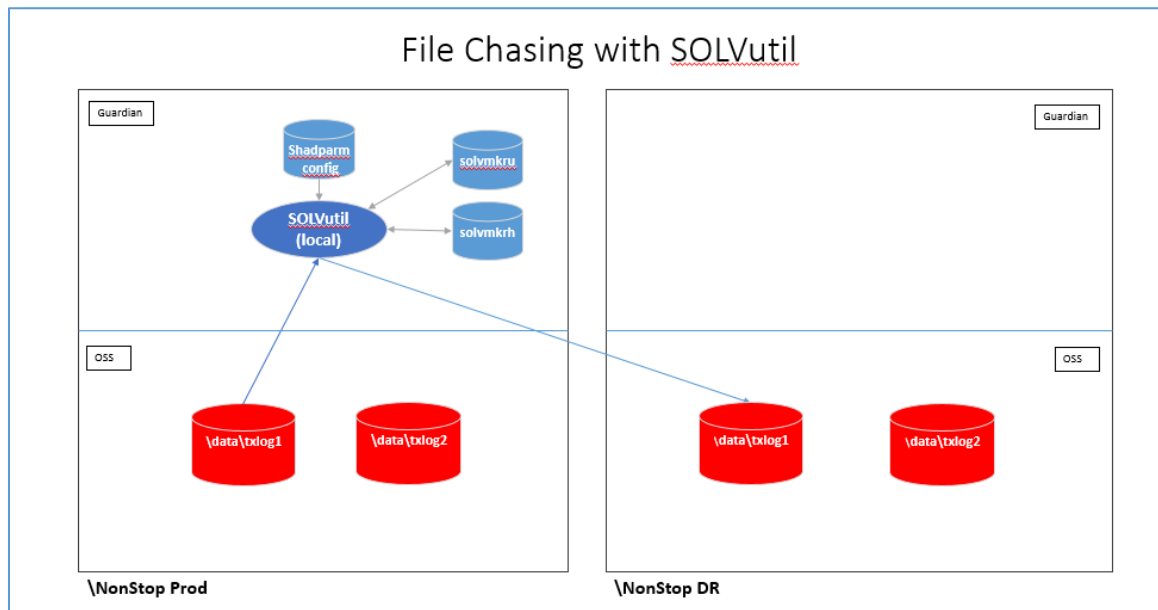 File Chasing with SOLVutil
Guardian
Guardian
Shadparm
config
solvmkru
SOLVutil
(local)
solvmkrh
OSS
OSS
\data\txlog1
\data\txlog2
\data\txlog1
\data\txlog2
\NonStop Prod
\NonStop DR